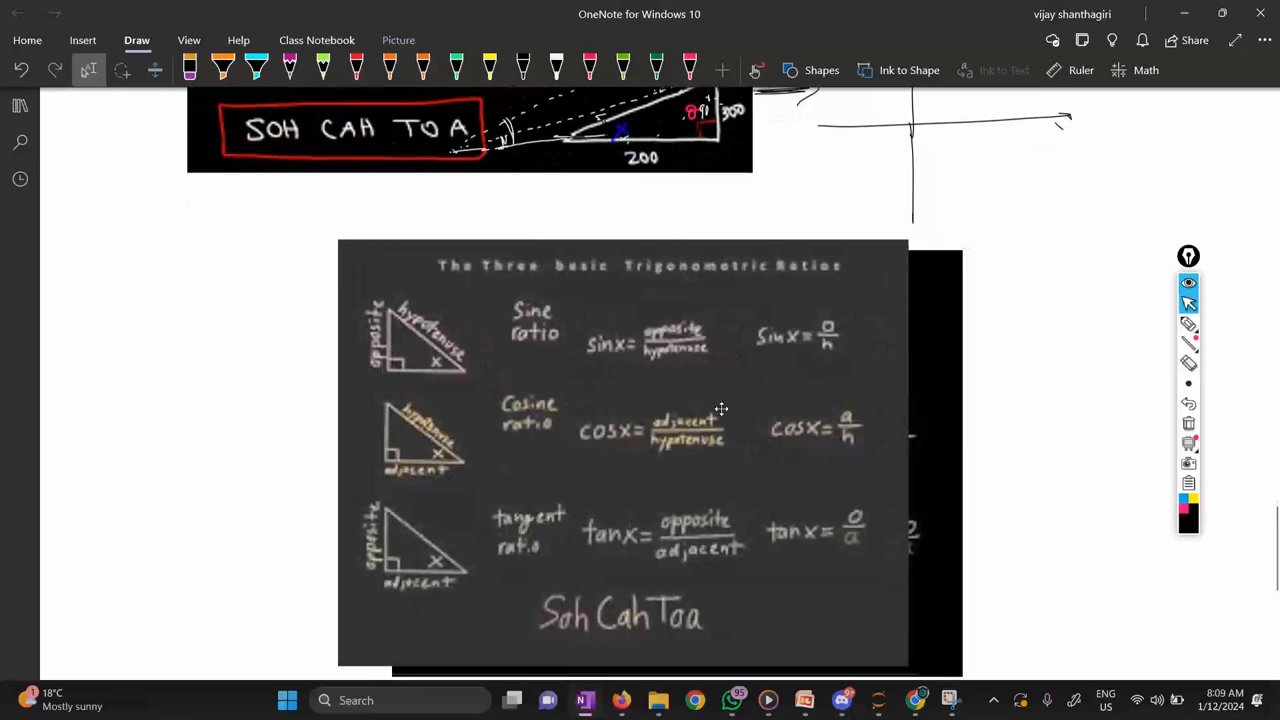 OneNote for Windows 10
vijay shanthagiri
Home Insert Draw View Help Class Notebook Picture
Share
Shapes Ink to Shape Ink to Text Ruler Math
SOH CAH TOA
X
θ 90
300
200
The Three basic Trigonometric Ratios
opposite hypotenuse x
Sine ratio
sinx= opposite/hypotenuse
Sinx= o/h
hypotenuse x adjacent
Cosine ratio
cosx= adjacent/hypotenuse
cosx= a/h
opposite x adjacent
tangent ratio
tanx= opposite/adjacent
tanx= o/a
Soh Cah Toa
1
18°C
Mostly sunny
Search
95
ENG
US
8:09 AM
1/12/2024